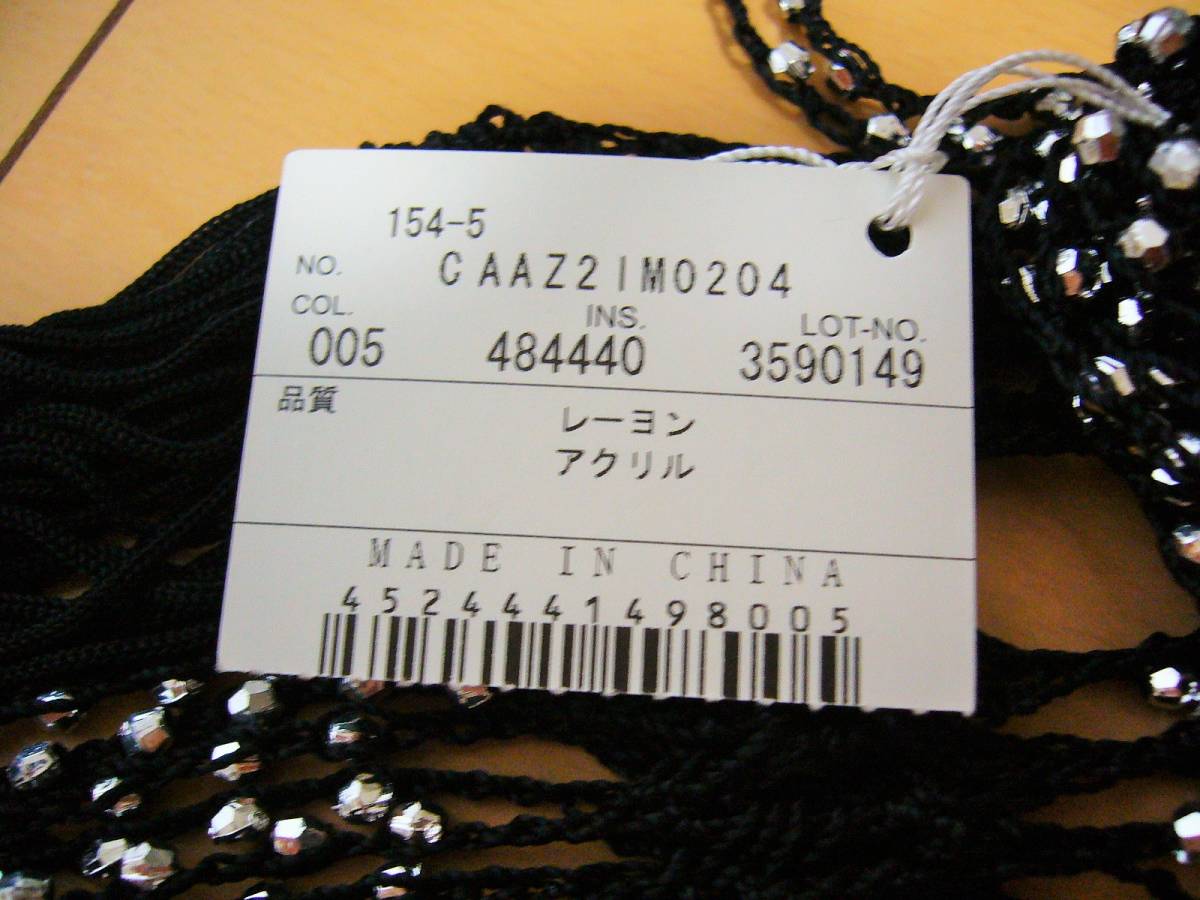 154-5
NO. CAAZ2IM0204
COL. INS. LOT-NO.
005 484440 3590149
品質
レーヨン
アクリル
MADE IN CHINA
4524441498005